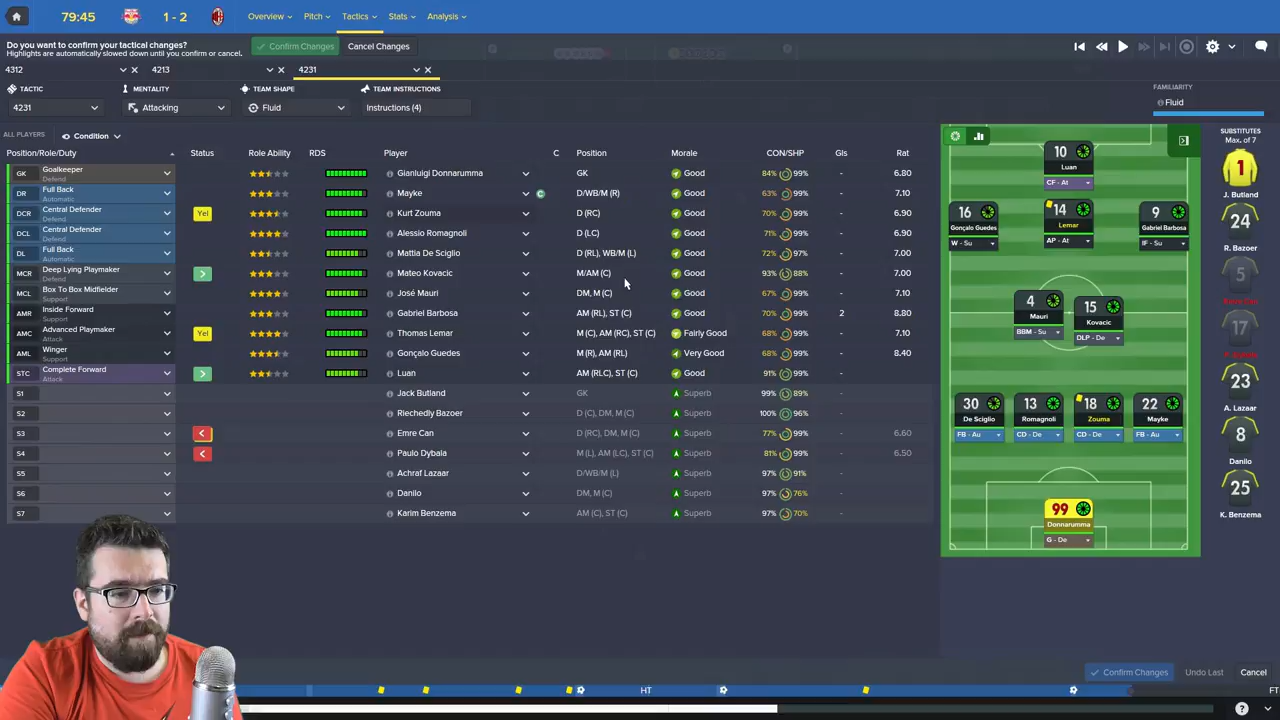 79:45
1 - 2
Overview
Pitch
Tactics
Stats
Analysis
Do you want to confirm your tactical changes?
Highlights are automatically slowed down until you confirm or cancel.
Confirm Changes
Cancel Changes
4312
4213
4231
TACTIC
MENTALITY
TEAM SHAPE
TEAM INSTRUCTIONS
FAMILIARITY
4231
Attacking
Fluid
Instructions (4)
Fluid
ALL PLAYERS
Condition
Position/Role/Duty
Status
Role Ability
RDS
Player
C
Position
Morale
CON/SHP
Gls
Rat
GK Goalkeeper Defend Gianluigi Donnarumma GK Good 84% 99% - 6.80
DR Full Back Automatic Mayke C D/WB/M (R) Good 63% 99% - 7.10
DCR Central Defender Defend Yel Kurt Zouma D (RC) Good 70% 99% - 6.90
DCL Central Defender Defend Alessio Romagnoli D (LC) Good 71% 99% - 6.90
DL Full Back Automatic Mattia De Sciglio D (RL), WB/M (L) Good 72% 97% - 7.00
MCR Deep Lying Playmaker Defend Mateo Kovacic M/AM (C) Good 93% 88% - 7.00
MCL Box To Box Midfielder Support José Mauri DM, M (C) Good 67% 99% - 7.10
AMR Inside Forward Support Gabriel Barbosa AM (RL), ST (C) Good 70% 99% 2 8.80
AMC Advanced Playmaker Attack Yel Thomas Lemar M (C), AM (RC), ST (C) Fairly Good 68% 99% - 7.10
AML Winger Support Gonçalo Guedes M (R), AM (RL) Very Good 68% 99% - 8.40
STC Complete Forward Attack Luan AM (RLC), ST (C) Good 91% 99% -
S1 Jack Butland GK Superb 99% 89% -
S2 Riechedly Bazoer D (C), DM, M (C) Superb 100% 96% -
S3 Emre Can D (RC), DM, M (C) Superb 77% 99% - 6.60
S4 Paulo Dybala M (L), AM (LC), ST (C) Superb 81% 99% - 6.50
S5 Achraf Lazaar D/WB/M (L) Superb 97% 91% -
S6 Danilo DM, M (C) Superb 97% 76% -
S7 Karim Benzema AM (C), ST (C) Superb 97% 70% -
10
Luan
CF - At
16
Gonçalo Guedes
W - Su
14
Lemar
AP - At
9
Gabriel Barbosa
IF - Su
4
Mauri
BBM - Su
15
Kovacic
DLP - De
30
De Sciglio
FB - Au
13
Romagnoli
CD - De
18
Zouma
CD - De
22
Mayke
FB - Au
99
Donnarumma
G - De
SUBSTITUTES
Max. of 7
1
J. Butland
24
R. Bazoer
5
17
23
A. Lazaar
8
Danilo
25
K. Benzema
Confirm Changes
Undo Last
Cancel
HT
FT